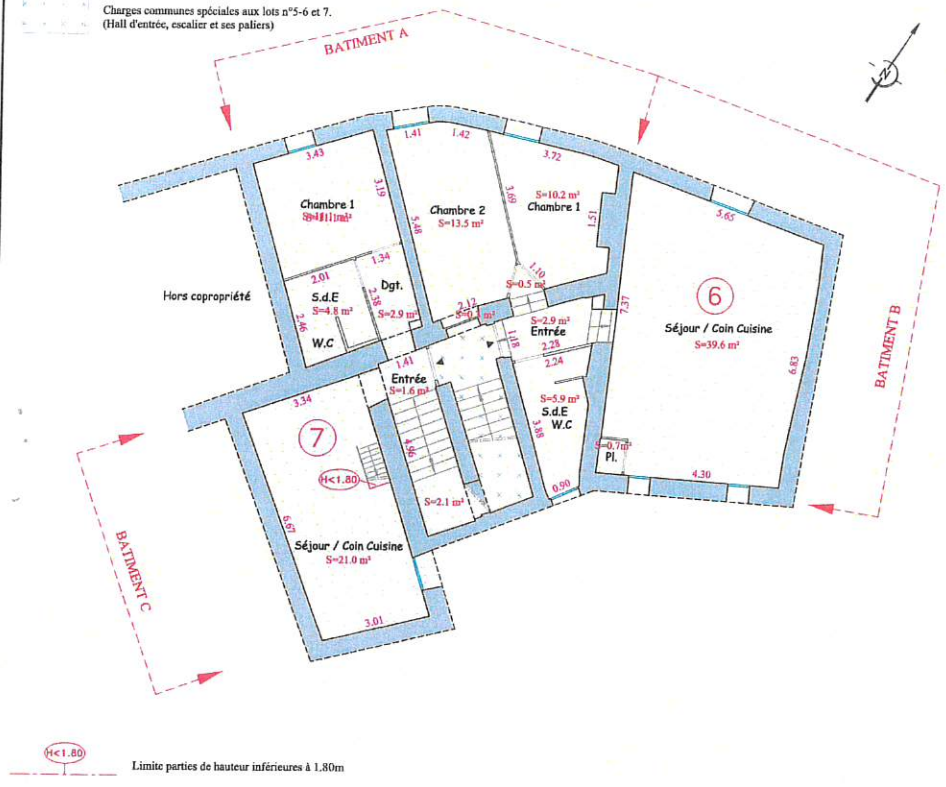 Charges communes spéciales aux lots n°5-6 et 7.
(Hall d'entrée, escalier et ses paliers)
BATIMENT A
N
3.43
1.41
1.42
3.72
5.65
3.19
3.69
1.51
5.48
Chambre 1
Chambre 2
S=13.5 m²
S=10.2 m²
Chambre 1
6
Séjour / Coin Cuisine
S=39.6 m²
7.37
6.83
BATIMENT B
Hors copropriété
1.34
2.01
Dgt.
S=2.9 m²
2.38
S.d.E
S=4.8 m²
2.46
W.C
1.10
S=0.5 m²
2.12
S=2.9 m²
Entrée
2.28
1.18
2.24
1.41
Entrée
S=1.6 m²
S=5.9 m²
S.d.E
W.C
3.88
0.90
S=0.7m²
Pl.
4.30
3.34
7
4.96
H<1.80
S=2.1 m²
6.67
Séjour / Coin Cuisine
S=21.0 m²
3.01
BATIMENT C
H<1.80
Limite parties de hauteur inférieures à 1.80m